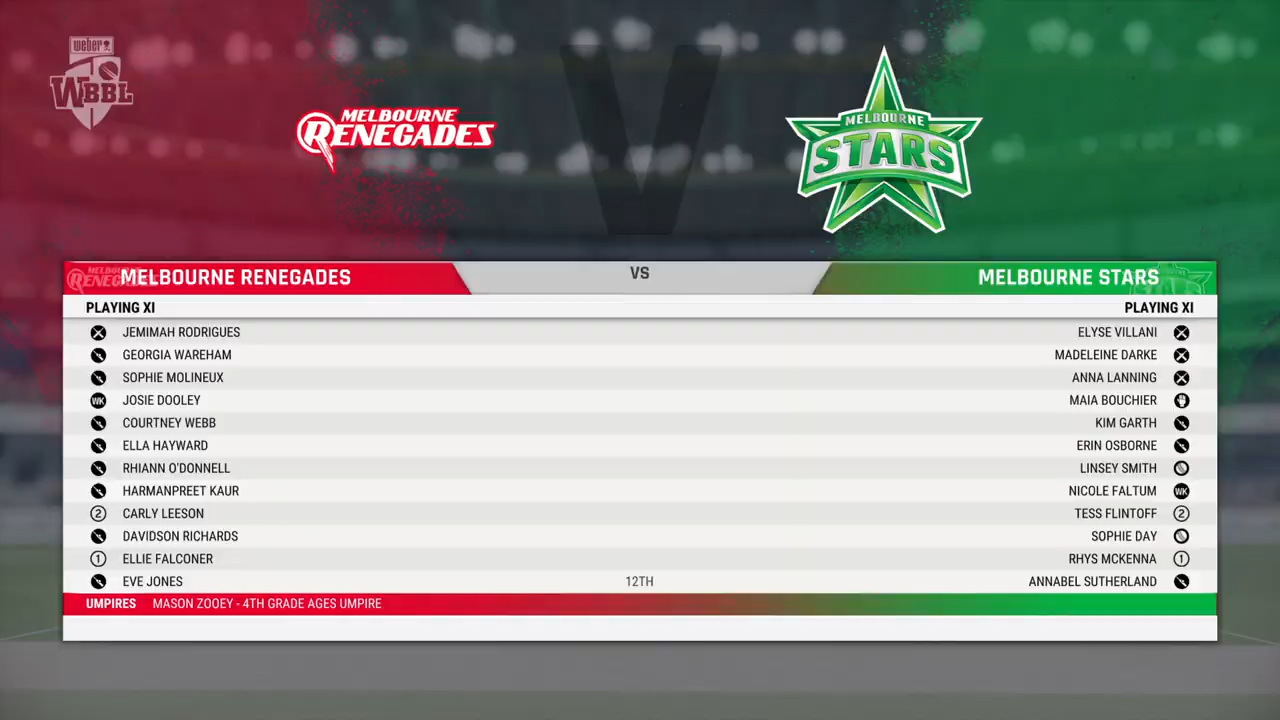 weber
WBBL
V
MELBOURNE
RENEGADES
MELBOURNE
STARS
MELBOURNE RENEGADES VS MELBOURNE STARS
PLAYING XI PLAYING XI
JEMIMAH RODRIGUES ELYSE VILLANI
GEORGIA WAREHAM MADELEINE DARKE
SOPHIE MOLINEUX ANNA LANNING
WK JOSIE DOOLEY MAIA BOUCHIER
COURTNEY WEBB KIM GARTH
ELLA HAYWARD ERIN OSBORNE
RHIANN O'DONNELL LINSEY SMITH
HARMANPREET KAUR NICOLE FALTUM WK
2 CARLY LEESON TESS FLINTOFF 2
DAVIDSON RICHARDS SOPHIE DAY
1 ELLIE FALCONER RHYS MCKENNA 1
EVE JONES 12TH ANNABEL SUTHERLAND
UMPIRES MASON ZOOEY - 4TH GRADE AGES UMPIRE